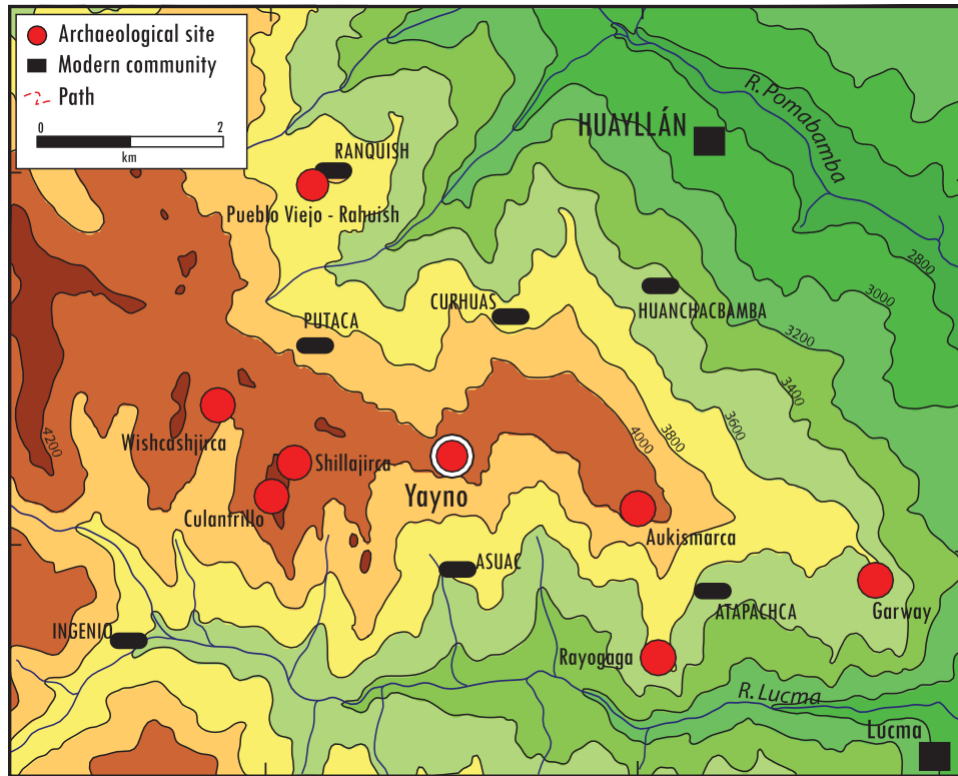 Archaeological site
Modern community
Path
0 2
km
R. Pomabamba
HUAYLLÁN
RANQUISH
Pueblo Viejo - Rahuish
2800
CURHUAS
HUANCHACBAMBA
3000
PUTACA
3200
3400
3600
4200
Wishcashjirca
4000
3800
Shillajirca
Yayno
Culantrillo
Aukismarca
ASUAC
ATAPACHCA
Garway
INGENIO
Rayogaga
R. Lucma
Lucma